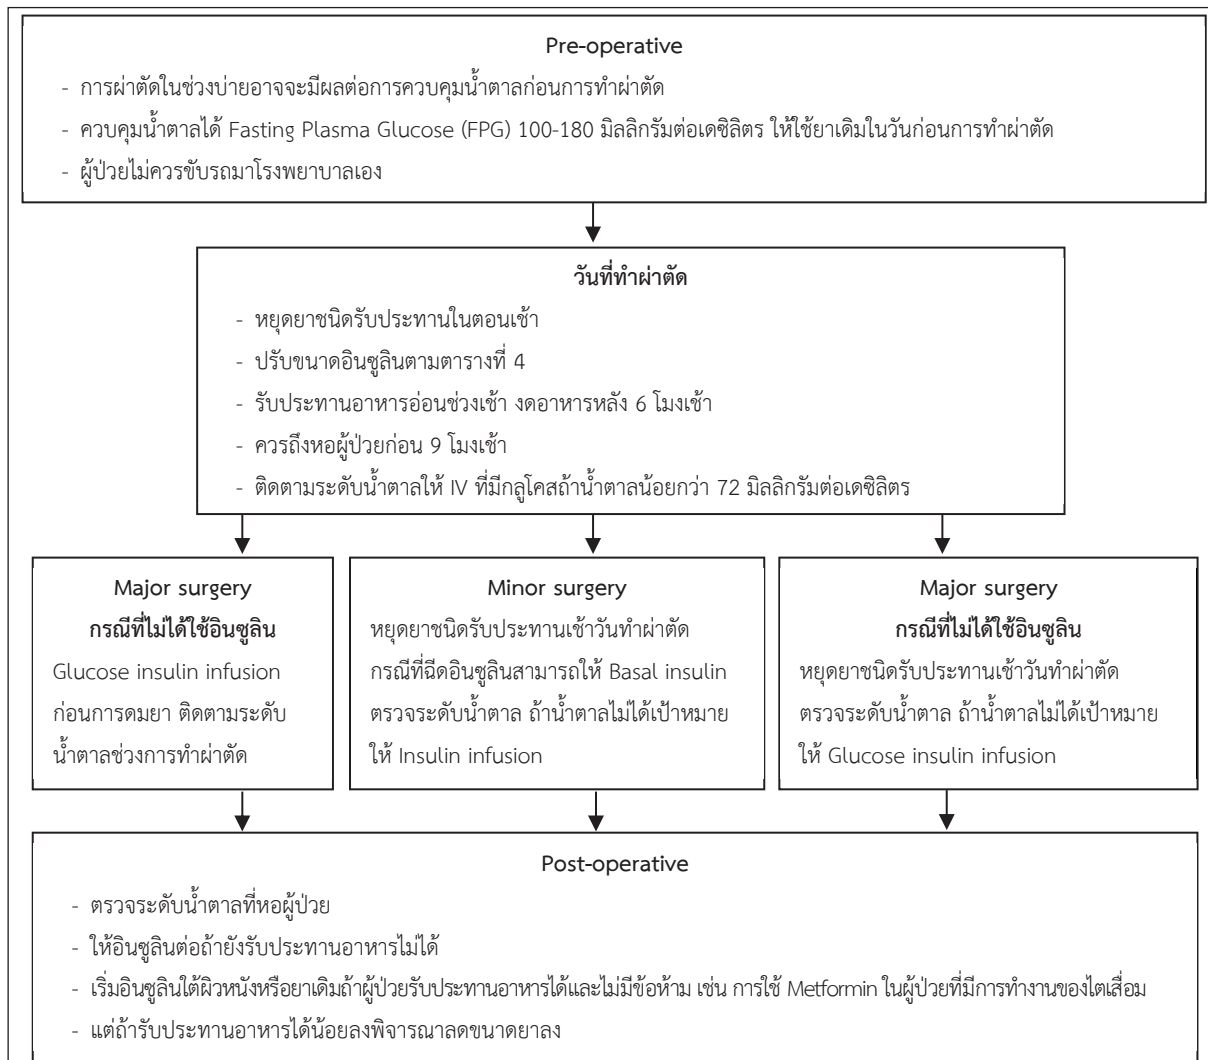 Pre-operative
- การผ่าตัดในช่วงบ่ายอาจจะมีผลต่อการควบคุมน้ำตาลก่อนการทำผ่าตัด
- ควบคุมน้ำตาลได้ Fasting Plasma Glucose (FPG) 100-180 มิลลิกรัมต่อเดซิลิตร ให้ใช้ยาเดิมในวันก่อนการทำผ่าตัด
- ผู้ป่วยไม่ควรขับรถมาโรงพยาบาลเอง
วันที่ทำผ่าตัด
- หยุดยาชนิดรับประทานในตอนเช้า
- ปรับขนาดอินซูลินตามตารางที่ 4
- รับประทานอาหารอ่อนช่วงเช้า งดอาหารหลัง 6 โมงเช้า
- ควรถึงหอผู้ป่วยก่อน 9 โมงเช้า
- ติดตามระดับน้ำตาลให้ IV ที่มีกลูโคสถ้าน้ำตาลน้อยกว่า 72 มิลลิกรัมต่อเดซิลิตร
Major surgery
กรณีที่ไม่ได้ใช้อินซูลิน
Glucose insulin infusion
ก่อนการดมยา ติดตามระดับ
น้ำตาลช่วงการทำผ่าตัด
Minor surgery
หยุดยาชนิดรับประทานเช้าวันทำผ่าตัด
กรณีที่ฉีดอินซูลินสามารถให้ Basal insulin
ตรวจระดับน้ำตาล ถ้าน้ำตาลไม่ได้เป้าหมาย
ให้ Insulin infusion
Major surgery
กรณีที่ไม่ได้ใช้อินซูลิน
หยุดยาชนิดรับประทานเช้าวันทำผ่าตัด
ตรวจระดับน้ำตาล ถ้าน้ำตาลไม่ได้เป้าหมาย
ให้ Glucose insulin infusion
Post-operative
- ตรวจระดับน้ำตาลที่หอผู้ป่วย
- ให้อินซูลินต่อถ้ายังรับประทานอาหารไม่ได้
- เริ่มอินซูลินใต้ผิวหนังหรือยาเดิมถ้าผู้ป่วยรับประทานอาหารได้และไม่มีข้อห้าม เช่น การใช้ Metformin ในผู้ป่วยที่มีการทำงานของไตเสื่อม
- แต่ถ้ารับประทานอาหารได้น้อยลงพิจารณาลดขนาดยาลง